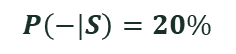 P(−|S) = 20%